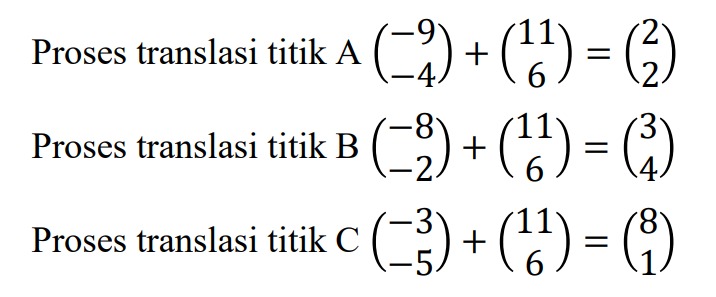 Proses translasi titik A (−9 −4) + (11 6) = (2 2)
Proses translasi titik B (−8 −2) + (11 6) = (3 4)
Proses translasi titik C (−3 −5) + (11 6) = (8 1)